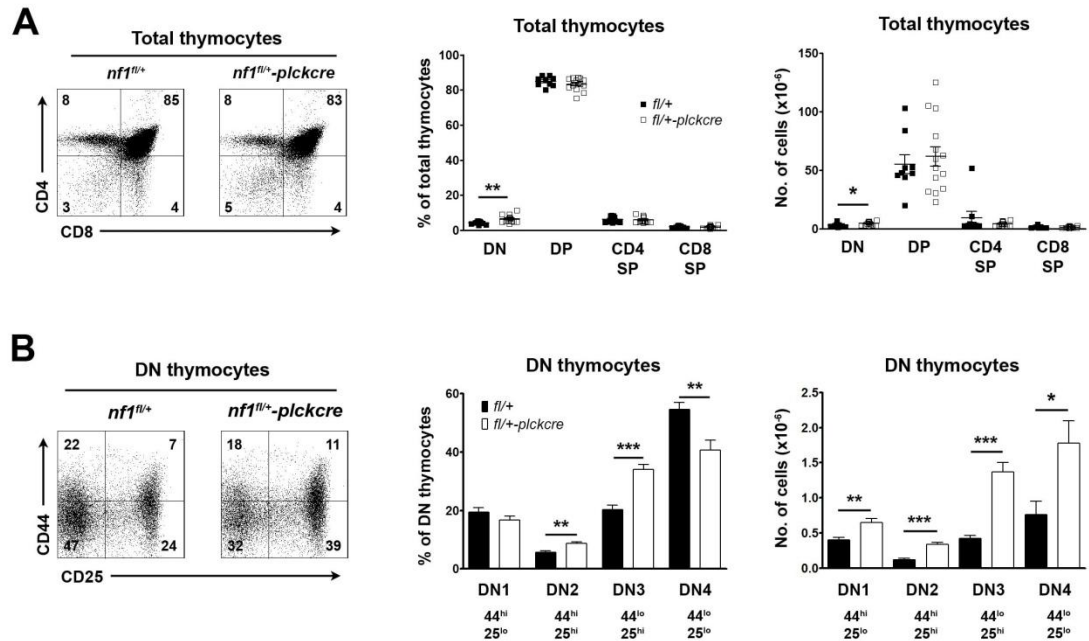 A
Total thymocytes
nf1fl/+
nf1fl/+-plckcre
8
85
3
4
8
83
5
4
CD4
CD8
Total thymocytes
% of total thymocytes
100
80
60
40
20
0
fl/+
fl/+-plckcre
**
DN
DP
CD4 SP
CD8 SP
Total thymocytes
No. of cells (x10-6)
150
100
50
0
*
DN
DP
CD4 SP
CD8 SP
B
DN thymocytes
nf1fl/+
nf1fl/+-plckcre
22
7
47
24
18
11
32
39
CD44
CD25
DN thymocytes
% of DN thymocytes
60
40
20
0
fl/+
fl/+-plckcre
**
***
**
DN1
DN2
DN3
DN4
44hi
44hi
44lo
44lo
25lo
25hi
25hi
25lo
DN thymocytes
No. of cells (x10-6)
2.5
2.0
1.5
1.0
0.5
0.0
**
***
***
*
DN1
DN2
DN3
DN4
44hi
44hi
44lo
44lo
25lo
25hi
25hi
25lo